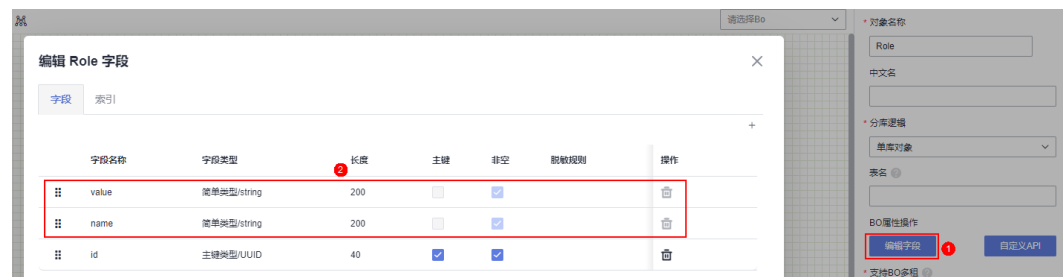 请选择Bo
编辑 Role 字段
字段 索引
字段名称 字段类型 长度 主键 非空 脱敏规则 操作
2
value 简单类型/string 200
name 简单类型/string 200
id 主键类型/UUID 40
* 对象名称
Role
中文名
* 分库逻辑
单库对象
表名
BO属性操作
编辑字段 1 自定义API
* 支持BO多租